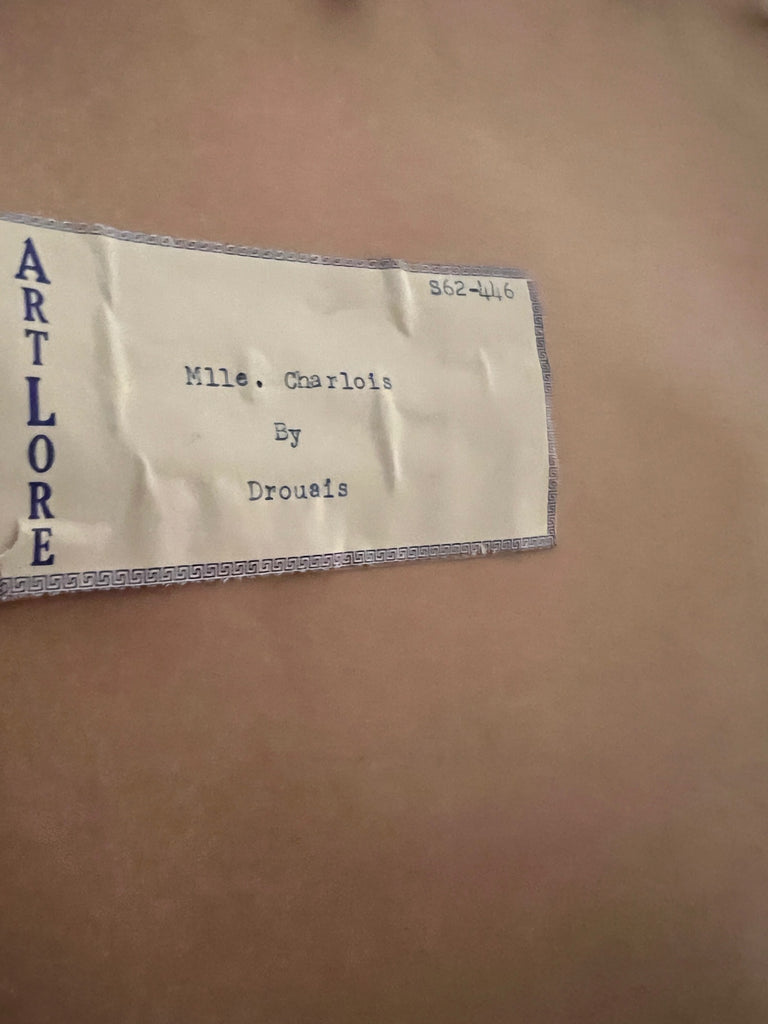 ARTLORE
S62-446
Mlle. Charlois
By
Drouais